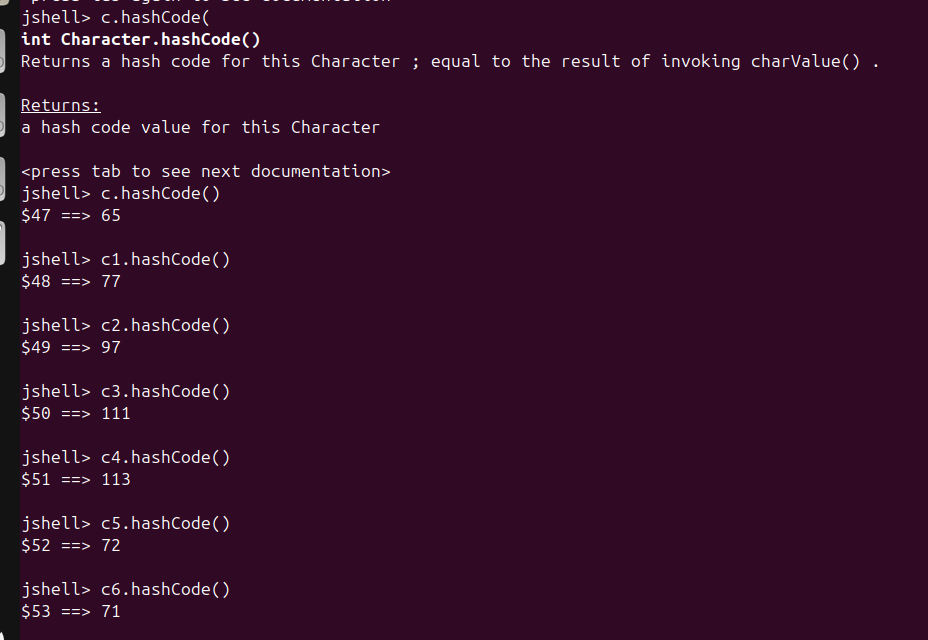 jshell> c.hashCode(
int Character.hashCode()
Returns a hash code for this Character ; equal to the result of invoking charValue() .
Returns:
a hash code value for this Character
<press tab to see next documentation>
jshell> c.hashCode()
$47 ==> 65
jshell> c1.hashCode()
$48 ==> 77
jshell> c2.hashCode()
$49 ==> 97
jshell> c3.hashCode()
$50 ==> 111
jshell> c4.hashCode()
$51 ==> 113
jshell> c5.hashCode()
$52 ==> 72
jshell> c6.hashCode()
$53 ==> 71